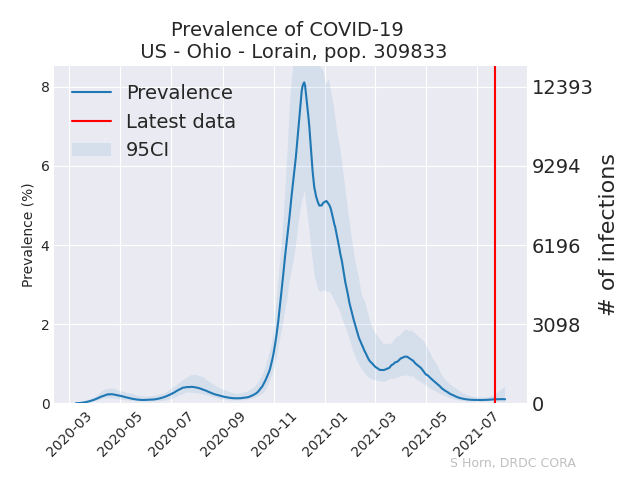 Prevalence of COVID-19
US - Ohio - Lorain, pop. 309833
Prevalence
Latest data
95CI
Prevalence (%)
8
6
4
2
0
12393
9294
6196
3098
0
# of infections
2020-03
2020-05
2020-07
2020-09
2020-11
2021-01
2021-03
2021-05
2021-07
S Horn, DRDC CORA